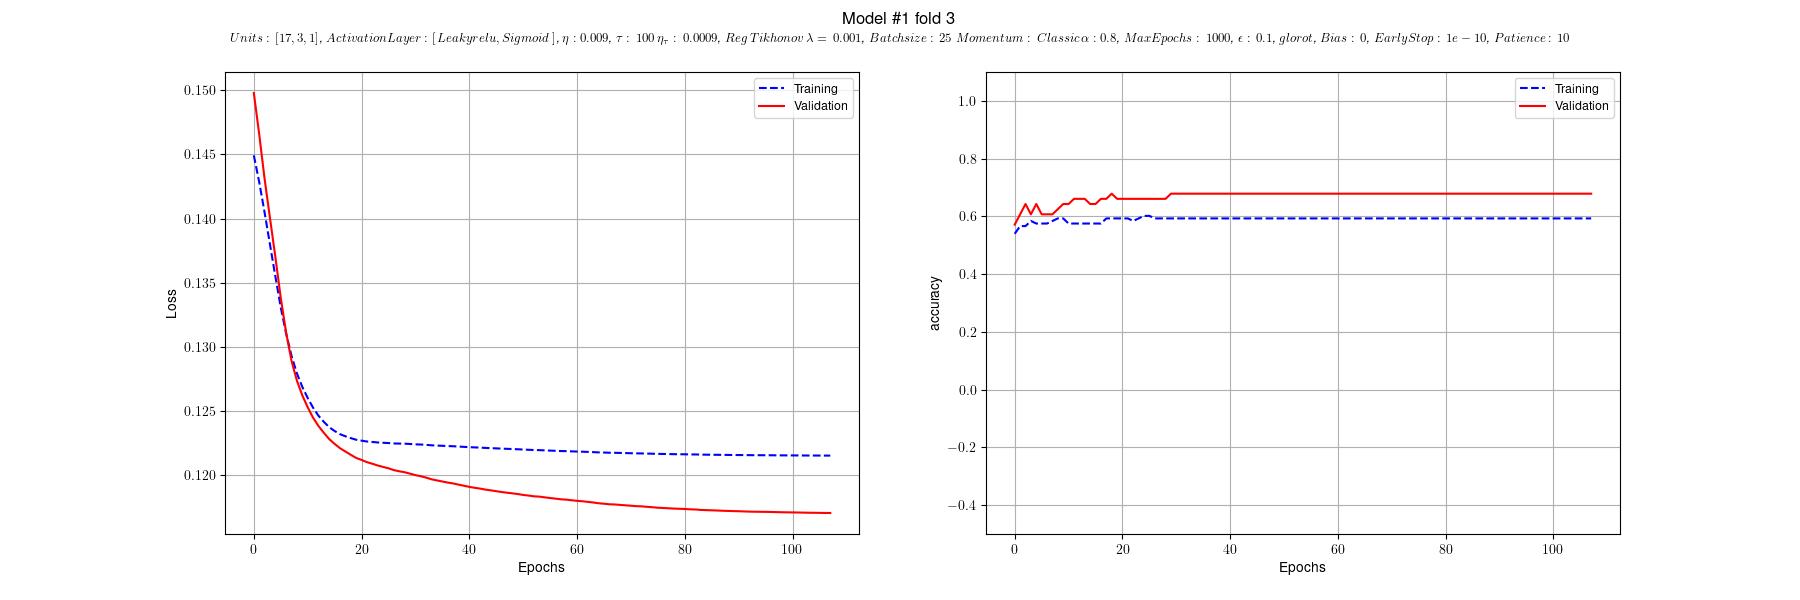 Model #1 fold 3
Units : [17, 3, 1], ActivationLayer : [Leakyrelu, Sigmoid ], η : 0.009, τ : 100 η_τ : 0.0009, Reg Tikhonov λ = 0.001, Batchsize : 25 Momentum : Classic α : 0.8, MaxEpochs : 1000, ϵ : 0.1, glorot, Bias : 0, EarlyStop : 1e − 10, Patience : 10
0.150
0.145
0.140
0.135
0.130
0.125
0.120
Loss
0 20 40 60 80 100
Epochs
Training
Validation
1.0
0.8
0.6
0.4
0.2
0.0
−0.2
−0.4
accuracy
0 20 40 60 80 100
Epochs
Training
Validation